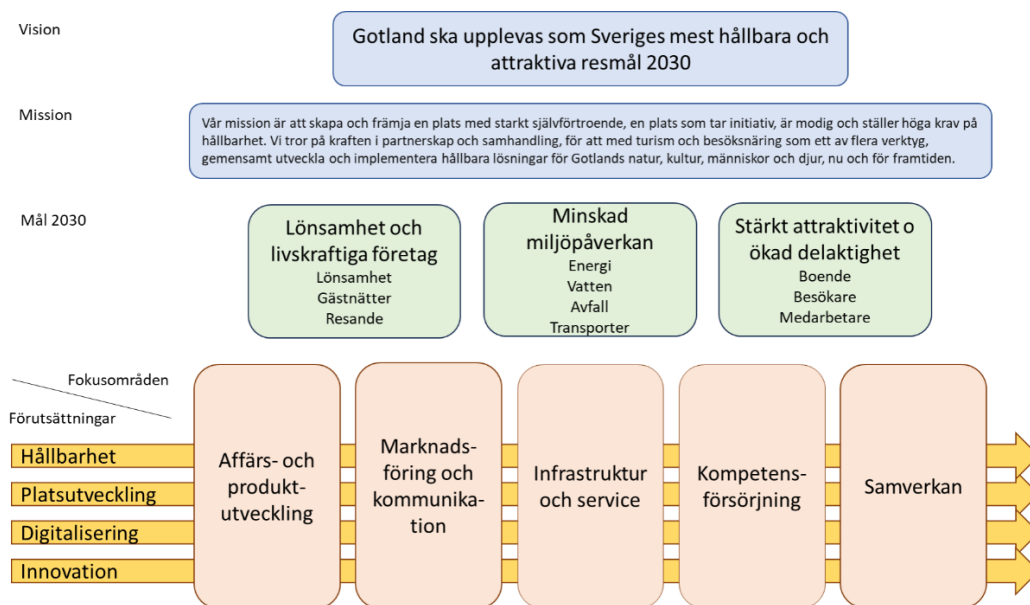 Vision
Gotland ska upplevas som Sveriges mest hållbara och
attraktiva resmål 2030
Mission
Vår mission är att skapa och främja en plats med starkt självförtroende, en plats som tar initiativ, är modig och ställer höga krav på
hållbarhet. Vi tror på kraften i partnerskap och samhandling, för att med turism och besöksnäring som ett av flera verktyg,
gemensamt utveckla och implementera hållbara lösningar för Gotlands natur, kultur, människor och djur, nu och för framtiden.
Mål 2030
Lönsamhet och
livskraftiga företag
Lönsamhet
Gästnätter
Resande
Minskad
miljöpåverkan
Energi
Vatten
Avfall
Transporter
Stärkt attraktivitet o
ökad delaktighet
Boende
Besökare
Medarbetare
Fokusområden
Förutsättningar
Hållbarhet
Platsutveckling
Digitalisering
Innovation
Affärs- och
produkt-
utveckling
Marknads-
föring och
kommunika-
tion
Infrastruktur
och service
Kompetens-
försörjning
Samverkan